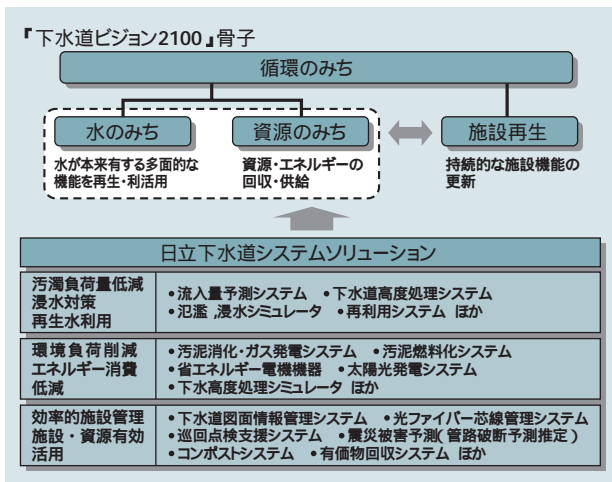 『下水道ビジョン2100』骨子
循環のみち
水のみち
資源のみち
施設再生
水が本来有する多面的な
機能を再生・利活用
資源・エネルギーの
回収・供給
持続的な施設機能の
更新
日立下水道システムソリューション
汚濁負荷量低減
浸水対策
再生水利用
•流入量予測システム •下水道高度処理システム
•氾濫,浸水シミュレータ •再利用システム ほか
環境負荷削減
エネルギー消費
低減
•汚泥消化・ガス発電システム •汚泥燃料化システム
•省エネルギー電機機器 •太陽光発電システム
•下水高度処理シミュレータ ほか
効率的施設管理
施設・資源有効
活用
•下水道図面情報管理システム •光ファイバー芯線管理システム
•巡回点検支援システム •震災被害予測(管路破断予測推定)
•コンポストシステム •有価物回収システム ほか